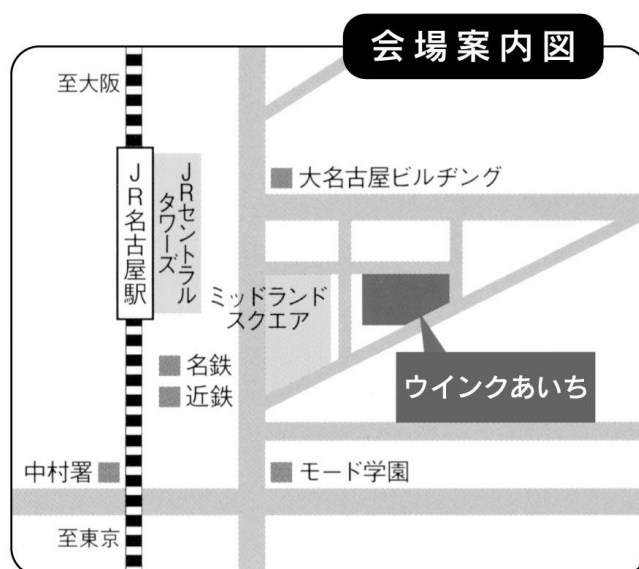 会場案内図
至大阪
JR名古屋駅
JRセントラル
タワーズ
大名古屋ビルヂング
ミッドランド
スクエア
名鉄
近鉄
ウインクあいち
中村署
モード学園
至東京